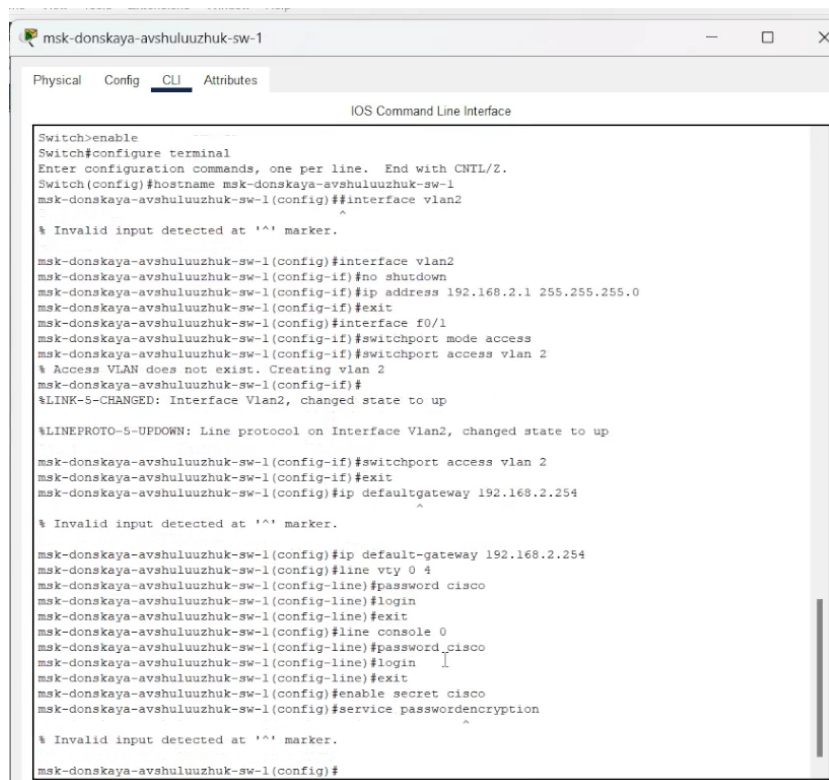 View Tools Extensions Window Help
msk-donskaya-avshuluuzhuk-sw-1
Physical Config CLI Attributes
IOS Command Line Interface
Switch>enable
Switch#configure terminal
Enter configuration commands, one per line. End with CNTL/Z.
Switch(config)#hostname msk-donskaya-avshuluuzhuk-sw-1
msk-donskaya-avshuluuzhuk-sw-1(config)##interface vlan2
^
% Invalid input detected at '^' marker.
msk-donskaya-avshuluuzhuk-sw-1(config)#interface vlan2
msk-donskaya-avshuluuzhuk-sw-1(config-if)#no shutdown
msk-donskaya-avshuluuzhuk-sw-1(config-if)#ip address 192.168.2.1 255.255.255.0
msk-donskaya-avshuluuzhuk-sw-1(config-if)#exit
msk-donskaya-avshuluuzhuk-sw-1(config)#interface f0/1
msk-donskaya-avshuluuzhuk-sw-1(config-if)#switchport mode access
msk-donskaya-avshuluuzhuk-sw-1(config-if)#switchport access vlan 2
% Access VLAN does not exist. Creating vlan 2
msk-donskaya-avshuluuzhuk-sw-1(config-if)#
%LINK-5-CHANGED: Interface Vlan2, changed state to up
%LINEPROTO-5-UPDOWN: Line protocol on Interface Vlan2, changed state to up
msk-donskaya-avshuluuzhuk-sw-1(config-if)#switchport access vlan 2
msk-donskaya-avshuluuzhuk-sw-1(config-if)#exit
msk-donskaya-avshuluuzhuk-sw-1(config)#ip defaultgateway 192.168.2.254
^
% Invalid input detected at '^' marker.
msk-donskaya-avshuluuzhuk-sw-1(config)#ip default-gateway 192.168.2.254
msk-donskaya-avshuluuzhuk-sw-1(config)#line vty 0 4
msk-donskaya-avshuluuzhuk-sw-1(config-line)#password cisco
msk-donskaya-avshuluuzhuk-sw-1(config-line)#login
msk-donskaya-avshuluuzhuk-sw-1(config-line)#exit
msk-donskaya-avshuluuzhuk-sw-1(config)#line console 0
msk-donskaya-avshuluuzhuk-sw-1(config-line)#password cisco
msk-donskaya-avshuluuzhuk-sw-1(config-line)#login
msk-donskaya-avshuluuzhuk-sw-1(config-line)#exit
msk-donskaya-avshuluuzhuk-sw-1(config)#enable secret cisco
msk-donskaya-avshuluuzhuk-sw-1(config)#service passwordencryption
^
% Invalid input detected at '^' marker.
msk-donskaya-avshuluuzhuk-sw-1(config)#